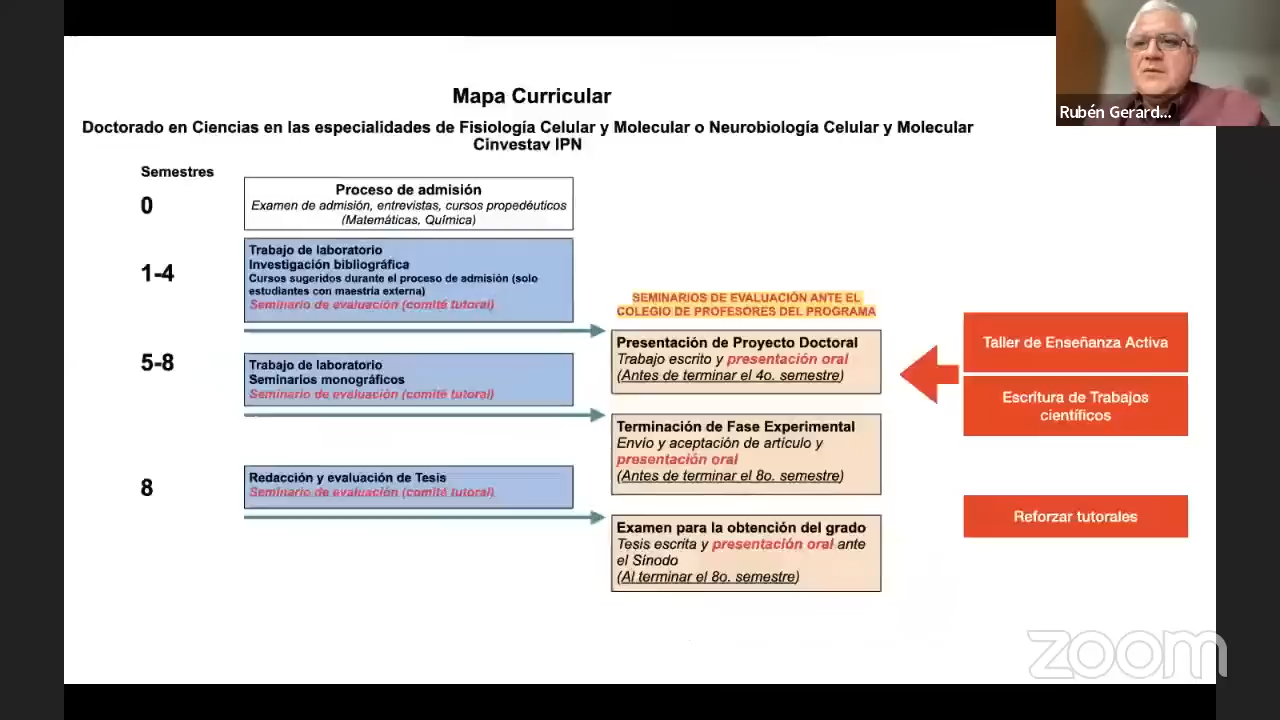 Rubén Gerard...
Mapa Curricular
Doctorado en Ciencias en las especialidades de Fisiología Celular y Molecular o Neurobiología Celular y Molecular
Cinvestav IPN
Semestres
0
Proceso de admisión
Examen de admisión, entrevistas, cursos propedéuticos
(Matemáticas, Química)
1-4
Trabajo de laboratorio
Investigación bibliográfica
Cursos sugeridos durante el proceso de admisión (solo
estudiantes con maestria externa)
Seminario de evaluación (comité tutoral)
5-8
Trabajo de laboratorio
Seminarios monográficos
Seminario de evaluación (comité tutoral)
8
Redacción y evaluación de Tesis
Seminario de evaluación (comité tutoral)
SEMINARIOS DE EVALUACIÓN ANTE EL
COLEGIO DE PROFESORES DEL PROGRAMA
Presentación de Proyecto Doctoral
Trabajo escrito y presentación oral
(Antes de terminar el 4o. semestre)
Terminación de Fase Experimental
Envío y aceptación de artículo y
presentación oral
(Antes de terminar el 8o. semestre)
Examen para la obtención del grado
Tesis escrita y presentación oral ante
el Sínodo
(Al terminar el 8o. semestre)
Taller de Enseñanza Activa
Escritura de Trabajos
científicos
Reforzar tutorales
zoom